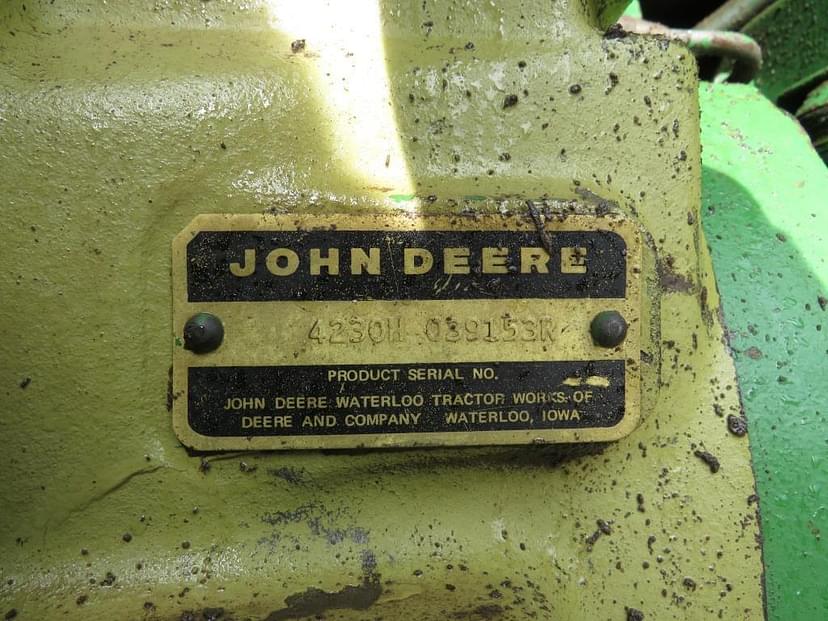 JOHN DEERE
4230H 039153R
PRODUCT SERIAL NO.
JOHN DEERE WATERLOO TRACTOR WORKS OF
DEERE AND COMPANY WATERLOO, IOWA